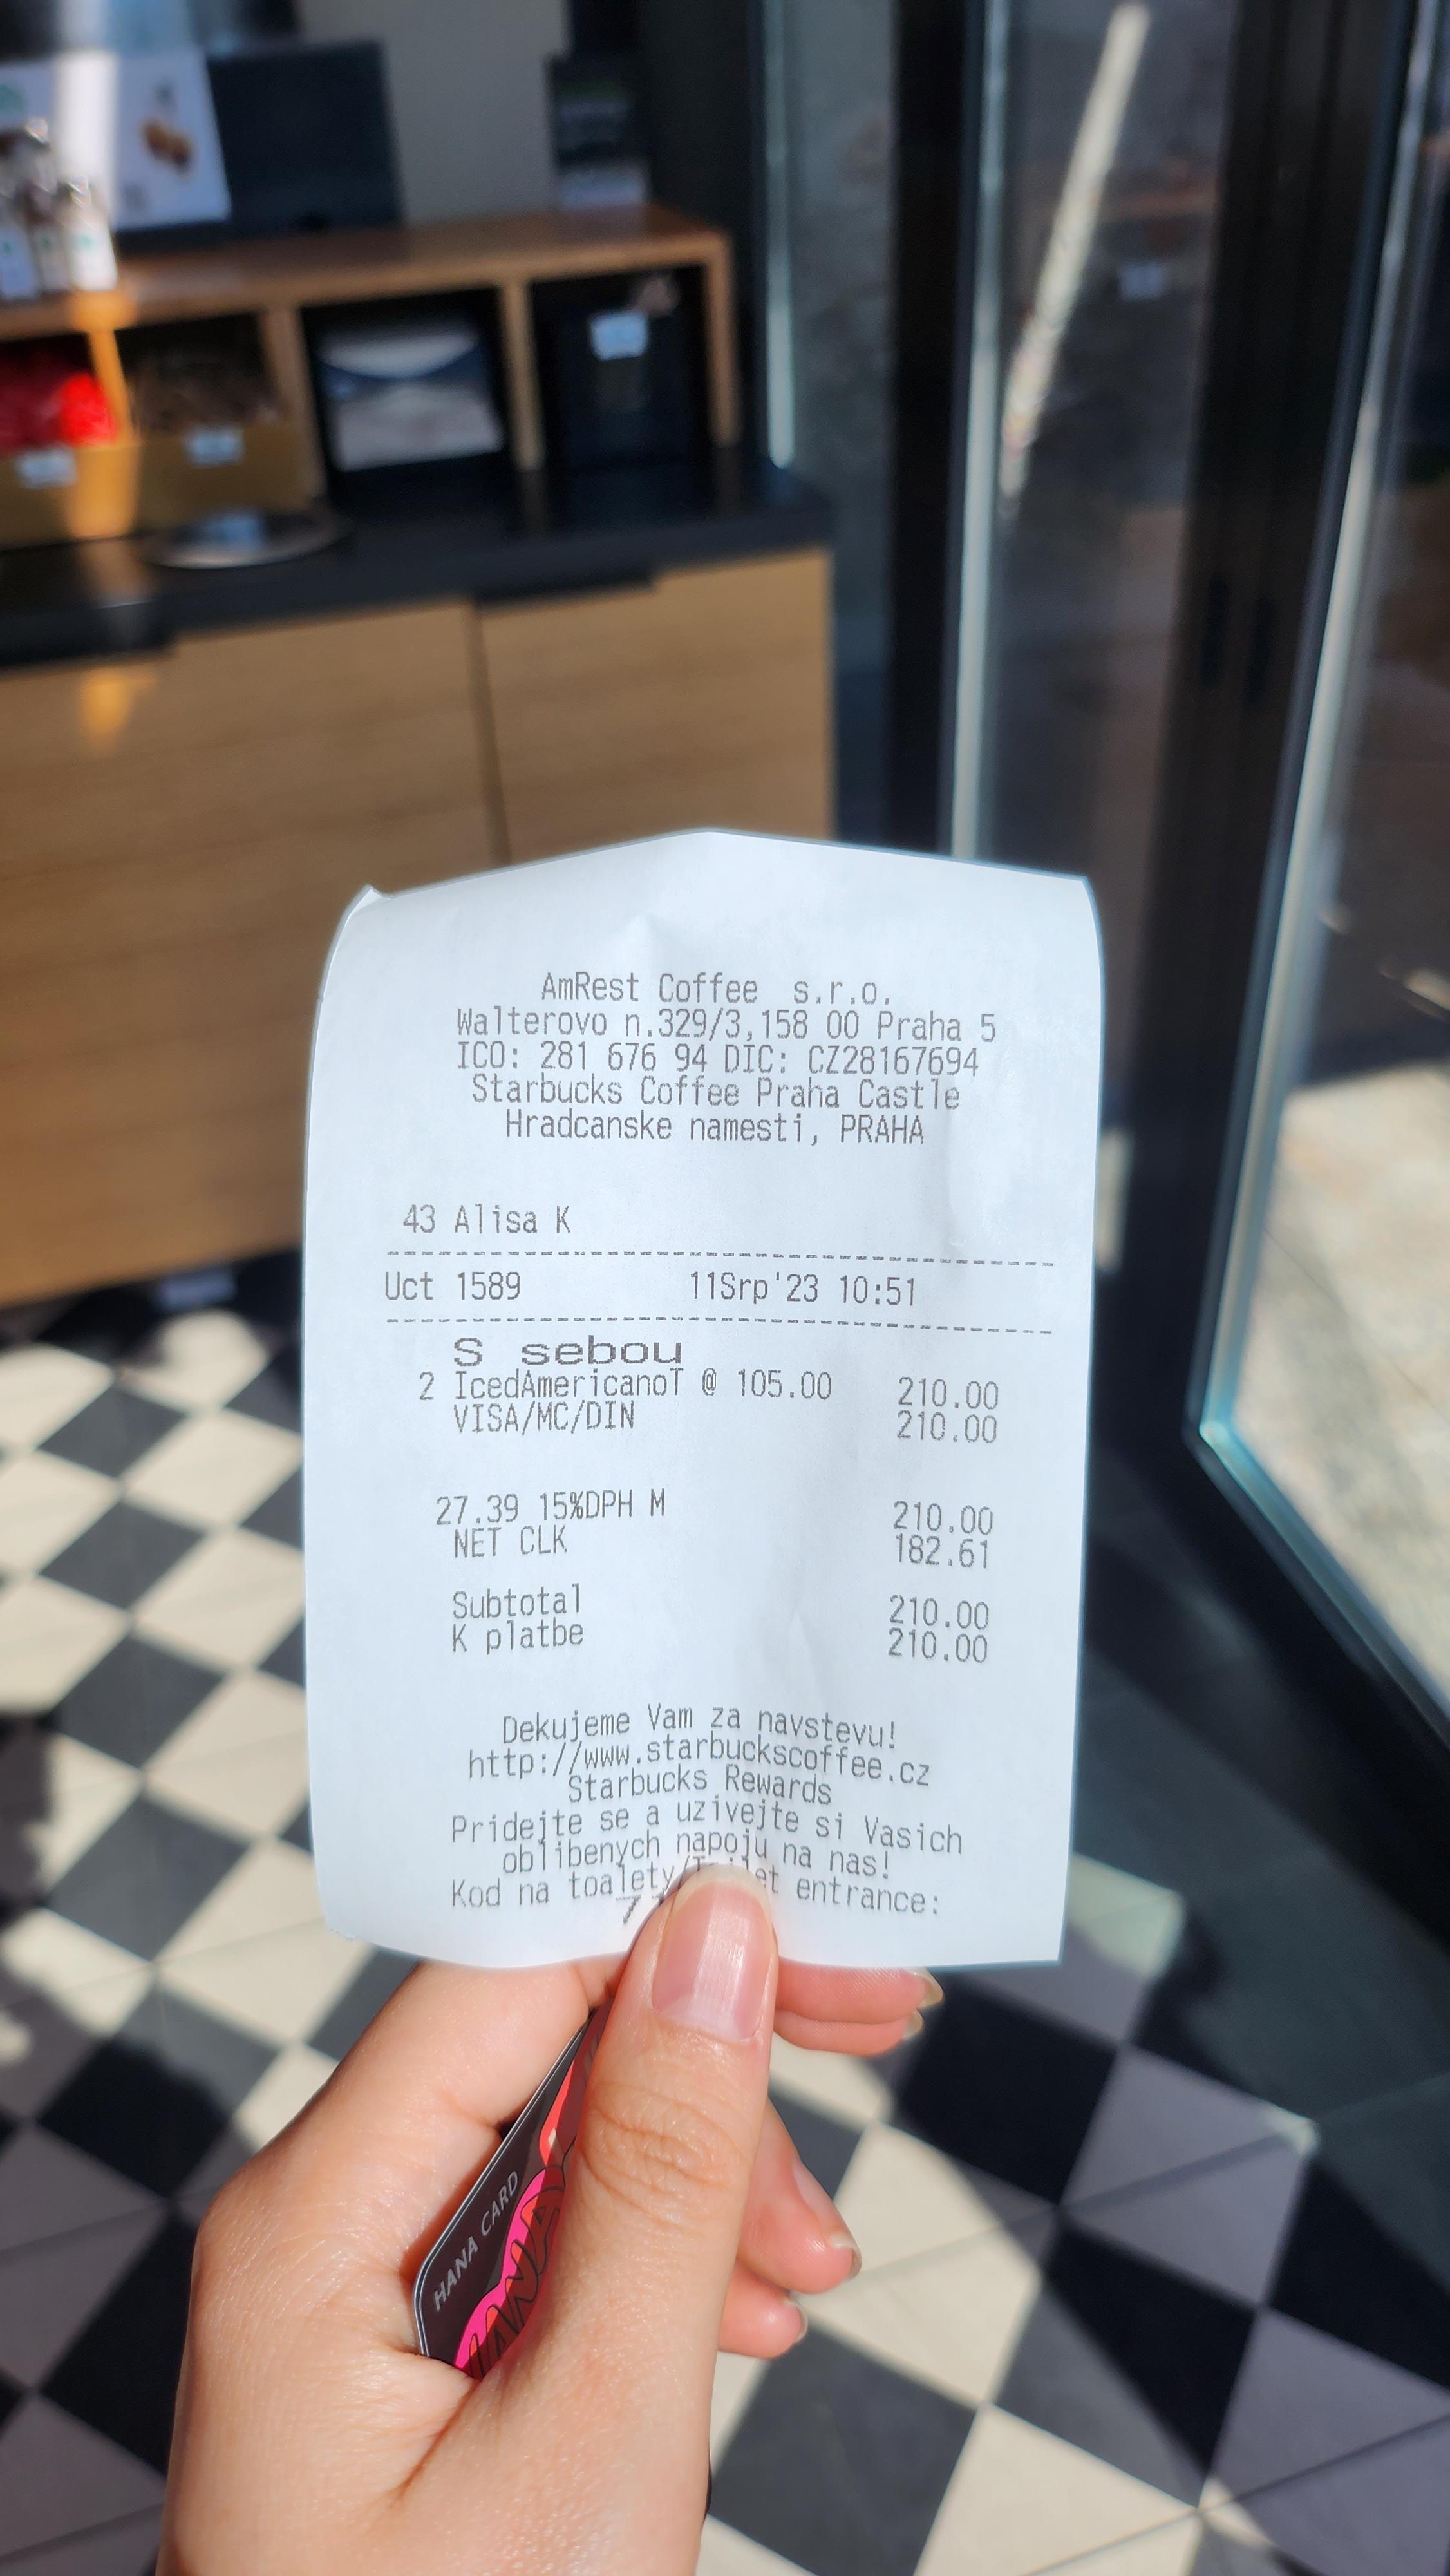 AmRest Coffee s.r.o.
Walterovo n.329/3,158 00 Praha 5
ICO: 281 676 94 DIC: CZ28167694
Starbucks Coffee Praha Castle
Hradcanske namesti, PRAHA
43 Alisa K
Uct 1589 11Srp'23 10:51
S sebou
2 IcedAmericanoT @ 105.00 210.00
VISA/MC/DIN 210.00
27.39 15%DPH M 210.00
NET CLK 182.61
Subtotal 210.00
K platbe 210.00
Dekujeme Vam za navstevu!
http://www.starbuckscoffee.cz
Starbucks Rewards
Pridejte se a uzivejte si Vasich
oblibenych napoju na nas!
Kod na toalety/Toilet entrance:
HANA CARD